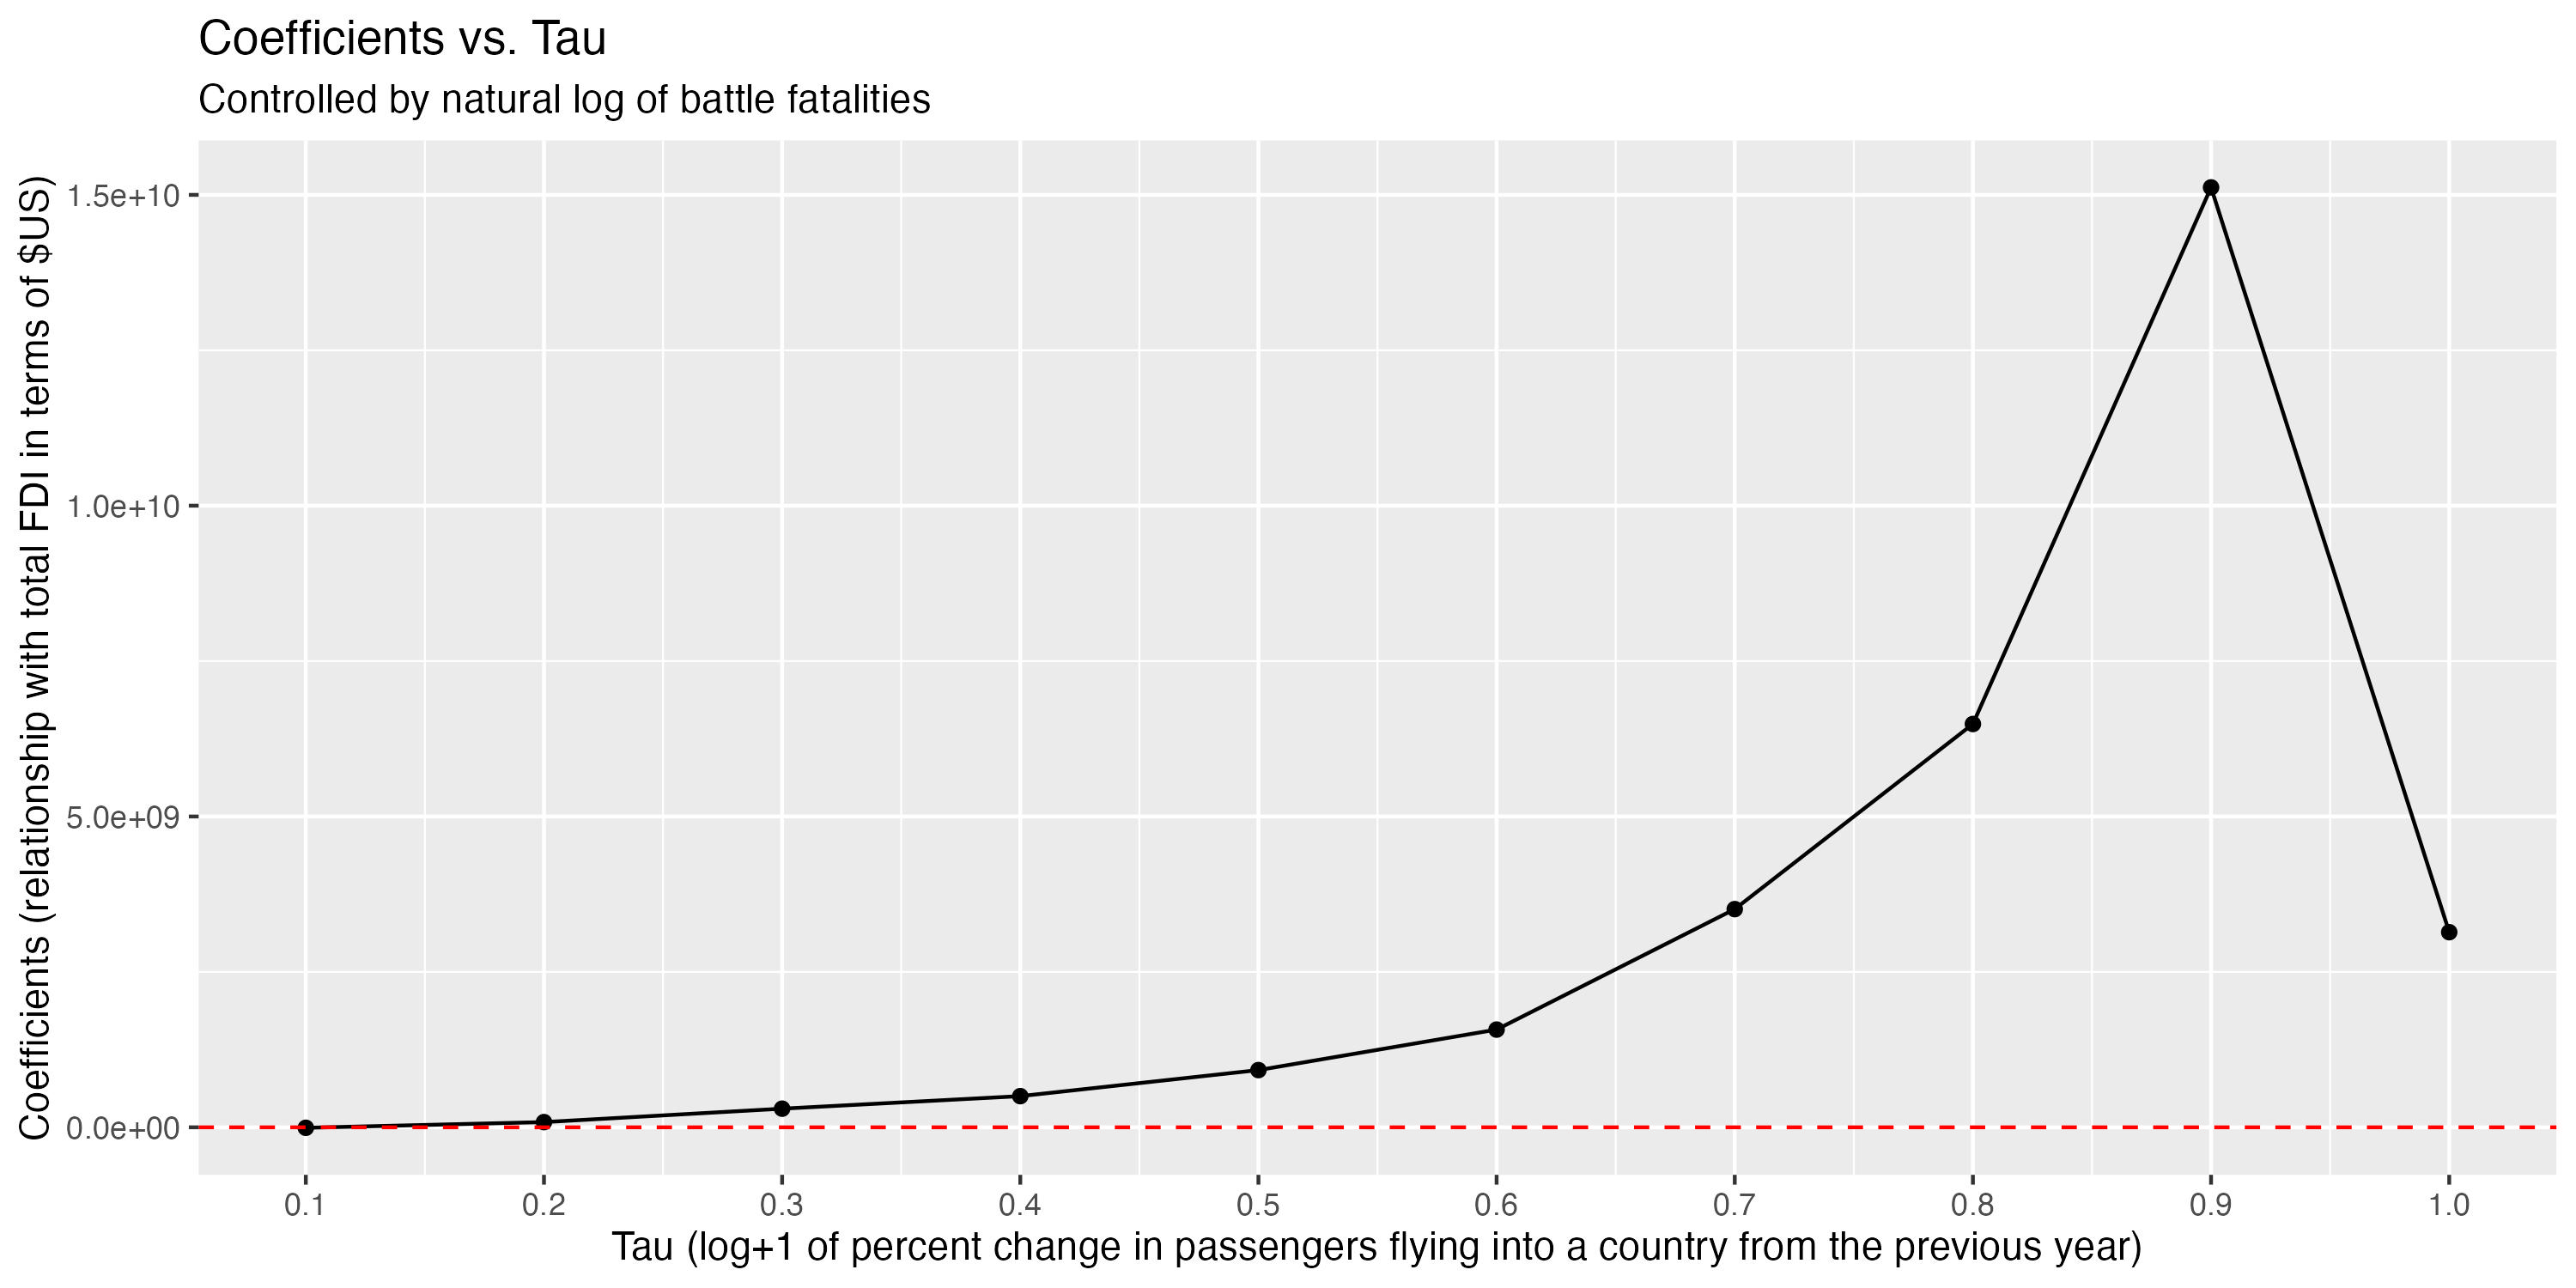 Coefficients vs. Tau
Controlled by natural log of battle fatalities
Coefficients (relationship with total FDI in terms of $US)
1.5e+10
1.0e+10
5.0e+09
0.0e+00
0.1 0.2 0.3 0.4 0.5 0.6 0.7 0.8 0.9 1.0
Tau (log+1 of percent change in passengers flying into a country from the previous year)